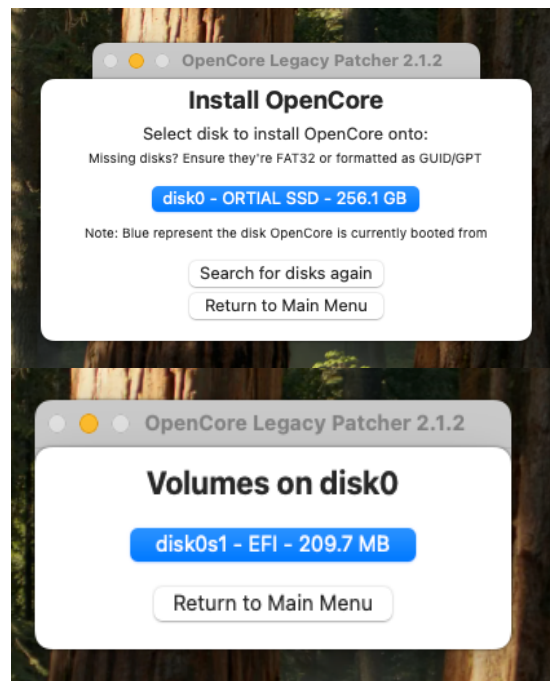 OpenCore Legacy Patcher 2.1.2
Install OpenCore
Select disk to install OpenCore onto:
Missing disks? Ensure they're FAT32 or formatted as GUID/GPT
disk0 - ORTIAL SSD - 256.1 GB
Note: Blue represent the disk OpenCore is currently booted from
Search for disks again
Return to Main Menu
OpenCore Legacy Patcher 2.1.2
Volumes on disk0
disk0s1 - EFI - 209.7 MB
Return to Main Menu